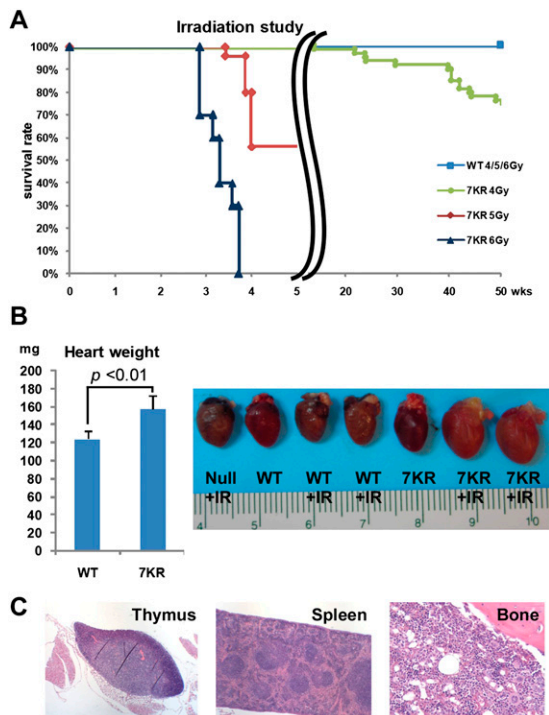 A
Irradiation study
100%
90%
80%
70%
60%
50%
40%
30%
20%
10%
0%
survival rate
WT 4/5/6Gy
7KR 4Gy
7KR 5Gy
7KR 6Gy
0 1 2 3 4 5 20 30 40 50 wks
B
mg
Heart weight
p <0.01
200
180
160
140
120
100
80
60
40
20
0
WT 7KR
Null WT WT WT 7KR 7KR 7KR
+IR +IR +IR +IR +IR
4 5 6 7 8 9 10
C
Thymus Spleen Bone